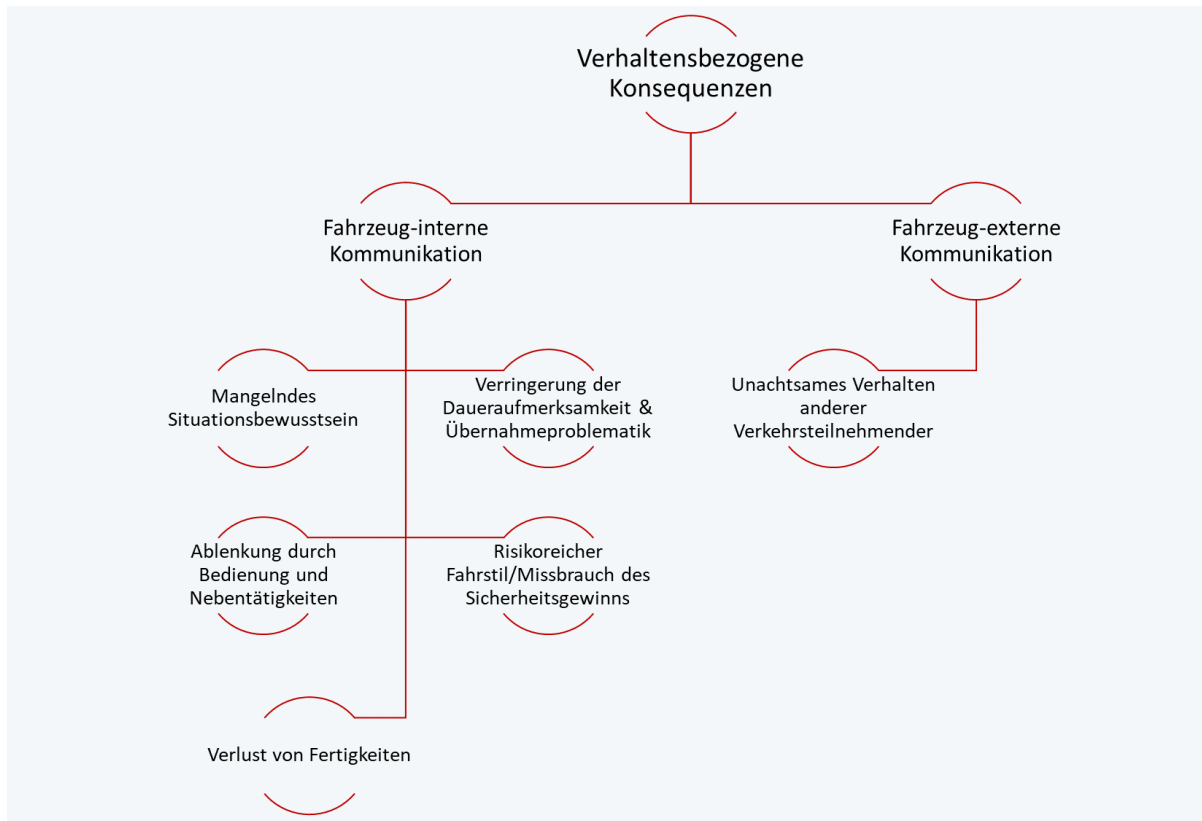 Verhaltensbezogene
Konsequenzen
Fahrzeug-interne
Kommunikation
Fahrzeug-externe
Kommunikation
Mangelndes
Situationsbewusstsein
Verringerung der
Daueraufmerksamkeit &
Übernahmeproblematik
Unachtsames Verhalten
anderer
Verkehrsteilnehmender
Ablenkung durch
Bedienung und
Nebentätigkeiten
Risikoreicher
Fahrstil/Missbrauch des
Sicherheitsgewinns
Verlust von Fertigkeiten